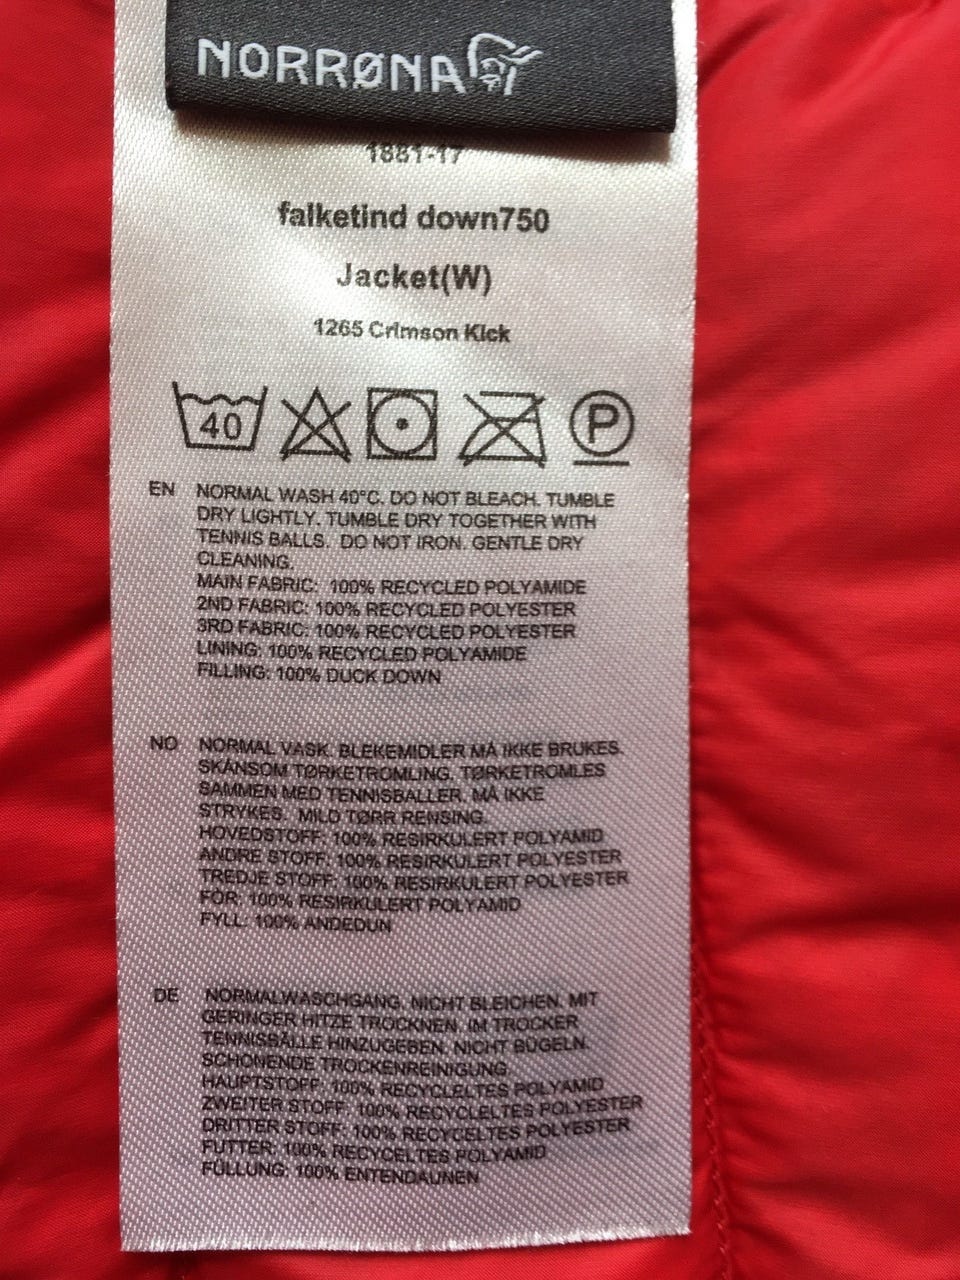 NORRØNA
1881-17
falketind down750
Jacket(W)
1265 Crimson Kick
40
P
EN NORMAL WASH 40°C. DO NOT BLEACH. TUMBLE
DRY LIGHTLY. TUMBLE DRY TOGETHER WITH
TENNIS BALLS. DO NOT IRON. GENTLE DRY
CLEANING.
MAIN FABRIC: 100% RECYCLED POLYAMIDE
2ND FABRIC: 100% RECYCLED POLYESTER
3RD FABRIC: 100% RECYCLED POLYESTER
LINING: 100% RECYCLED POLYAMIDE
FILLING: 100% DUCK DOWN
NO NORMAL VASK. BLEKEMIDLER MÅ IKKE BRUKES.
SKÅNSOM TØRKETROMLING. TØRKETROMLES
SAMMEN MED TENNISBALLER. MÅ IKKE
STRYKES. MILD TØRR RENSING.
HOVEDSTOFF: 100% RESIRKULERT POLYAMID
ANDRE STOFF: 100% RESIRKULERT POLYESTER
TREDJE STOFF: 100% RESIRKULERT POLYESTER
FÓR: 100% RESIRKULERT POLYAMID
FYLL: 100% ANDEDUN
DE NORMALWASCHGANG. NICHT BLEICHEN. MIT
GERINGER HITZE TROCKNEN. IM TROCKER
TENNISBÄLLE HINZUGEBEN. NICHT BÜGELN.
SCHONENDE TROCKENREINIGUNG.
HAUPTSTOFF: 100% RECYCLELTES POLYAMID
ZWEITER STOFF: 100% RECYCLELTES POLYESTER
DRITTER STOFF: 100% RECYCELTES POLYESTER
FUTTER: 100% RECYCELTES POLYAMID
FÜLLUNG: 100% ENTENDAUNEN